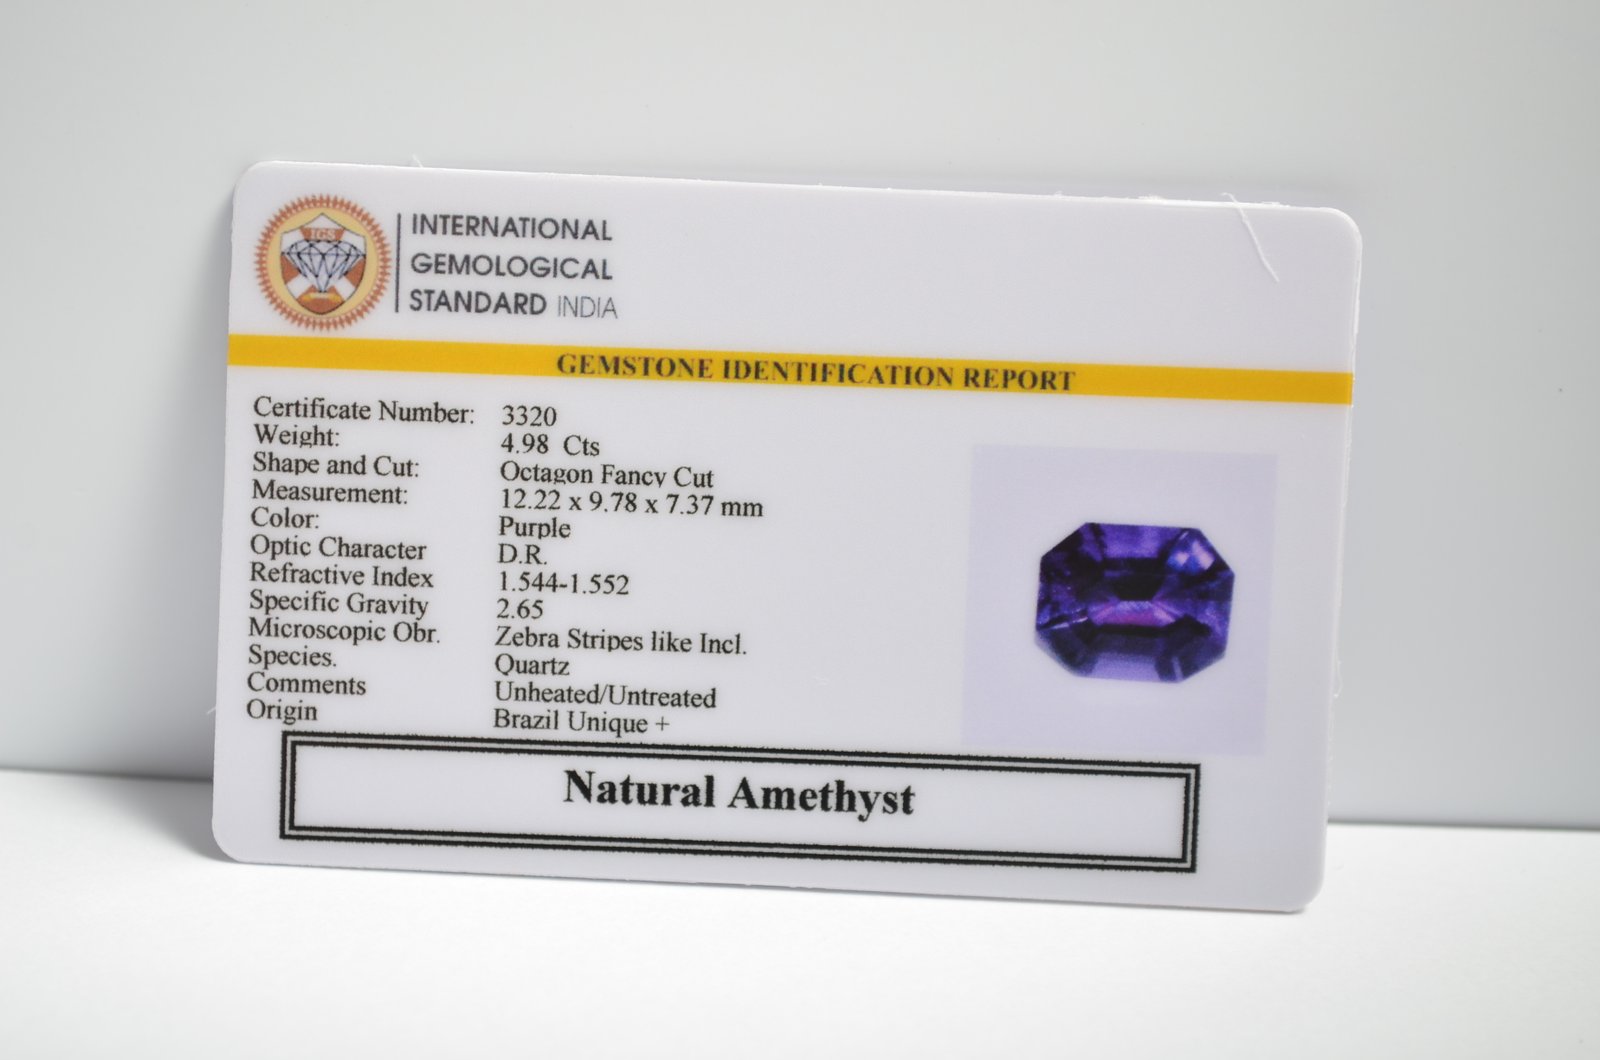 IGS
INTERNATIONAL
GEMOLOGICAL
STANDARD INDIA
GEMSTONE IDENTIFICATION REPORT
Certificate Number: 3320
Weight: 4.98 Cts
Shape and Cut: Octagon Fancy Cut
Measurement: 12.22 x 9.78 x 7.37 mm
Color: Purple
Optic Character D.R.
Refractive Index 1.544-1.552
Specific Gravity 2.65
Microscopic Obr. Zebra Stripes like Incl.
Species. Quartz
Comments Unheated/Untreated
Origin Brazil Unique +
Natural Amethyst